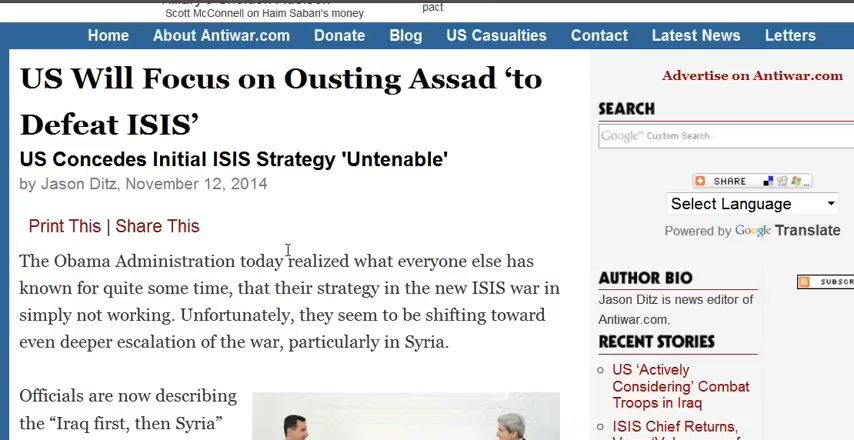 Scott McConnell on Haim Saban's money
pact
Home About Antiwar.com Donate Blog US Casualties Contact Latest News Letters
US Will Focus on Ousting Assad ‘to
Defeat ISIS’
US Concedes Initial ISIS Strategy 'Untenable'
by Jason Ditz, November 12, 2014
Print This | Share This
The Obama Administration today realized what everyone else has
known for quite some time, that their strategy in the new ISIS war in
simply not working. Unfortunately, they seem to be shifting toward
even deeper escalation of the war, particularly in Syria.
Officials are now describing
the “Iraq first, then Syria”
Advertise on Antiwar.com
SEARCH
Google™ Custom Search
SHARE
Select Language
Powered by Google Translate
AUTHOR BIO
Jason Ditz is news editor of
Antiwar.com.
RECENT STORIES
US ‘Actively
Considering’ Combat
Troops in Iraq
ISIS Chief Returns,
SUBSC